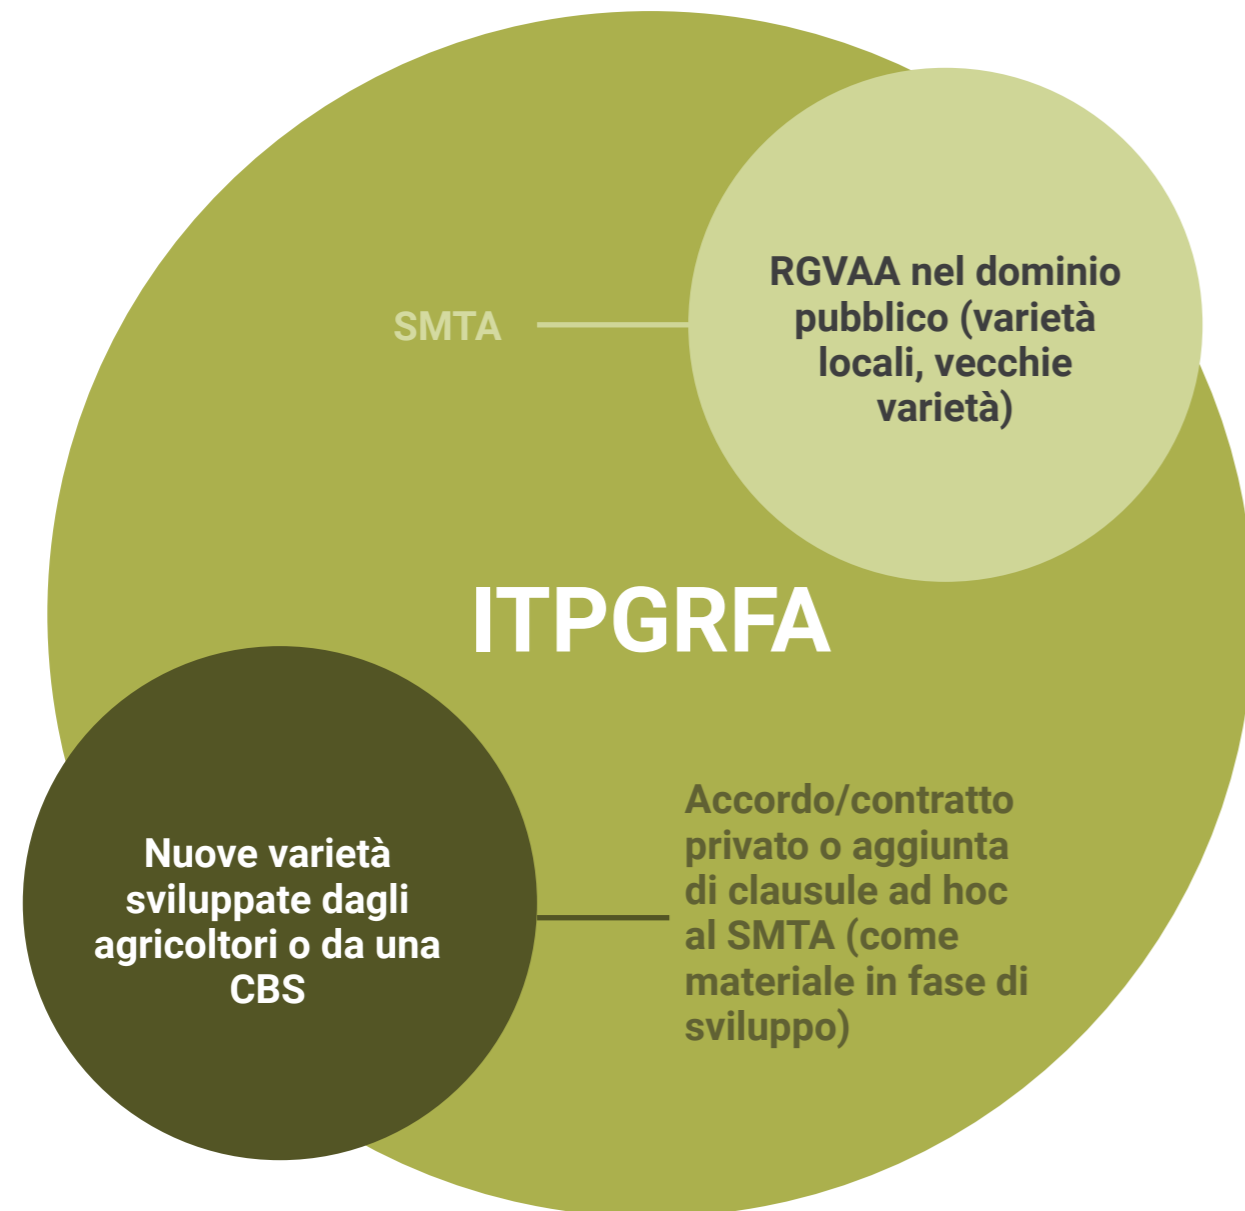 RGVAA nel dominio
pubblico (varietà
locali, vecchie
varietà)
SMTA
ITPGRFA
Nuove varietà
sviluppate dagli
agricoltori o da una
CBS
Accordo/contratto
privato o aggiunta
di clausule ad hoc
al SMTA (come
materiale in fase di
sviluppo)